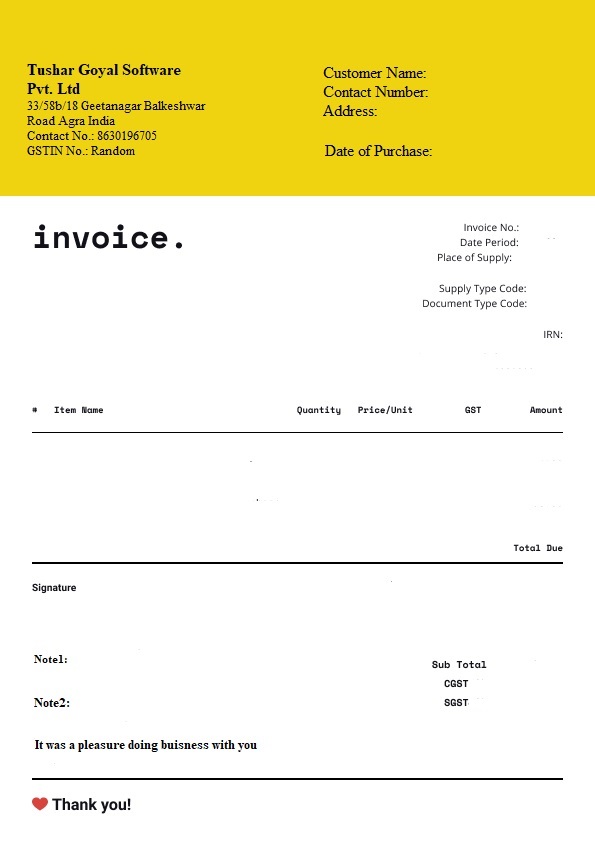 Tushar Goyal Software
Pvt. Ltd
33/58b/18 Geetanagar Balkeshwar
Road Agra India
Contact No.: 8630196705
GSTIN No.: Random
Customer Name:
Contact Number:
Address:
Date of Purchase:
invoice.
Invoice No.:
Date Period:
Place of Supply:
Supply Type Code:
Document Type Code:
IRN:
# Item Name Quantity Price/Unit GST Amount
Total Due
Signature
Note1:
Note2:
Sub Total
CGST
SGST
It was a pleasure doing buisness with you
Thank you!